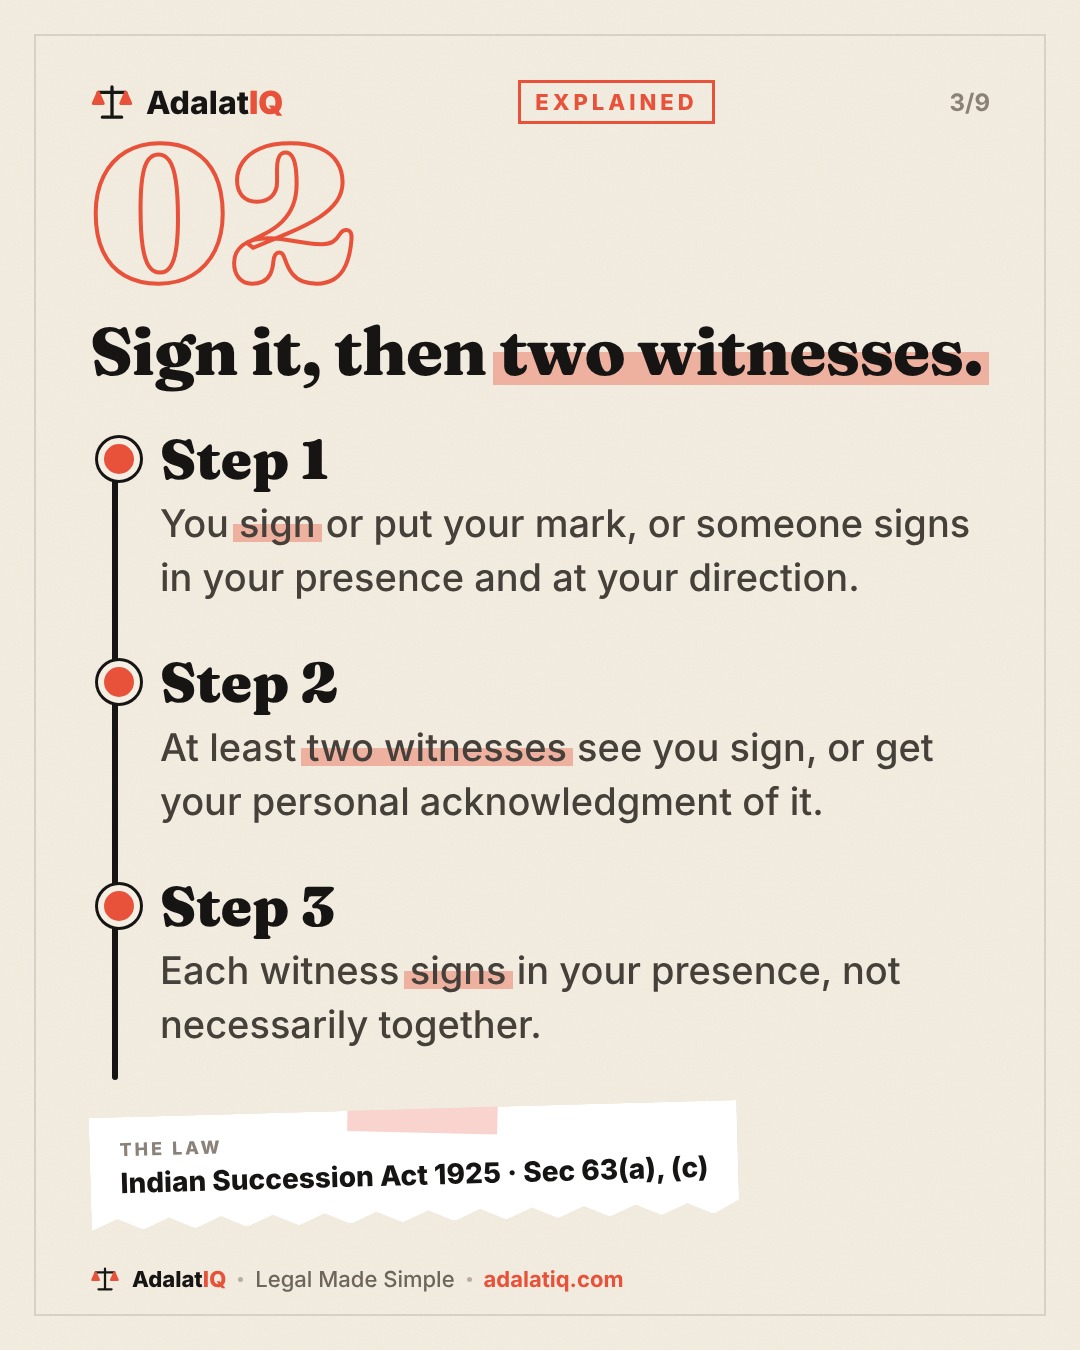 AdalatIQ
EXPLAINED
3/9
02
Sign it, then two witnesses.
Step 1
You sign or put your mark, or someone signs
in your presence and at your direction.
Step 2
At least two witnesses see you sign, or get
your personal acknowledgment of it.
Step 3
Each witness signs in your presence, not
necessarily together.
THE LAW
Indian Succession Act 1925 · Sec 63(a), (c)
AdalatIQ • Legal Made Simple • adalatiq.com